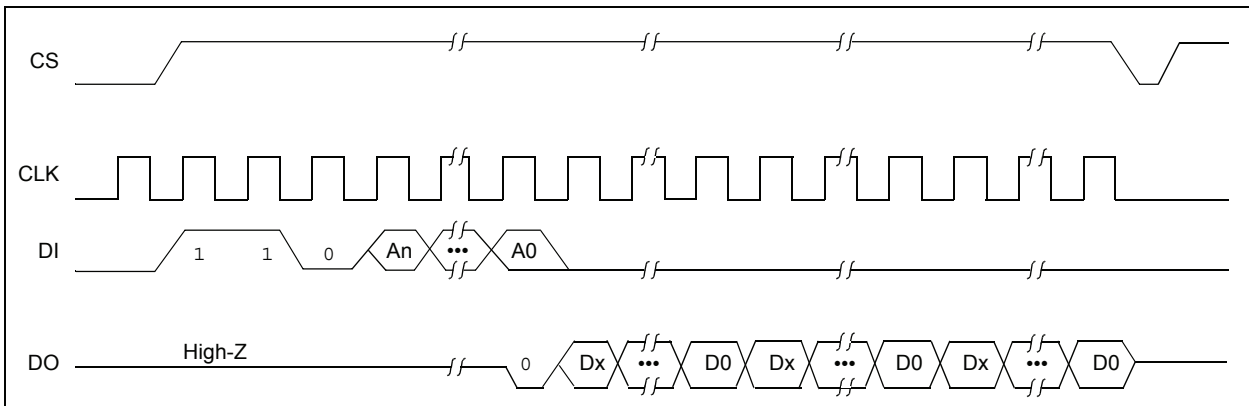 CS
CLK
DI 1 1 0 An ••• A0
DO High-Z 0 Dx ••• D0 Dx ••• D0 Dx ••• D0